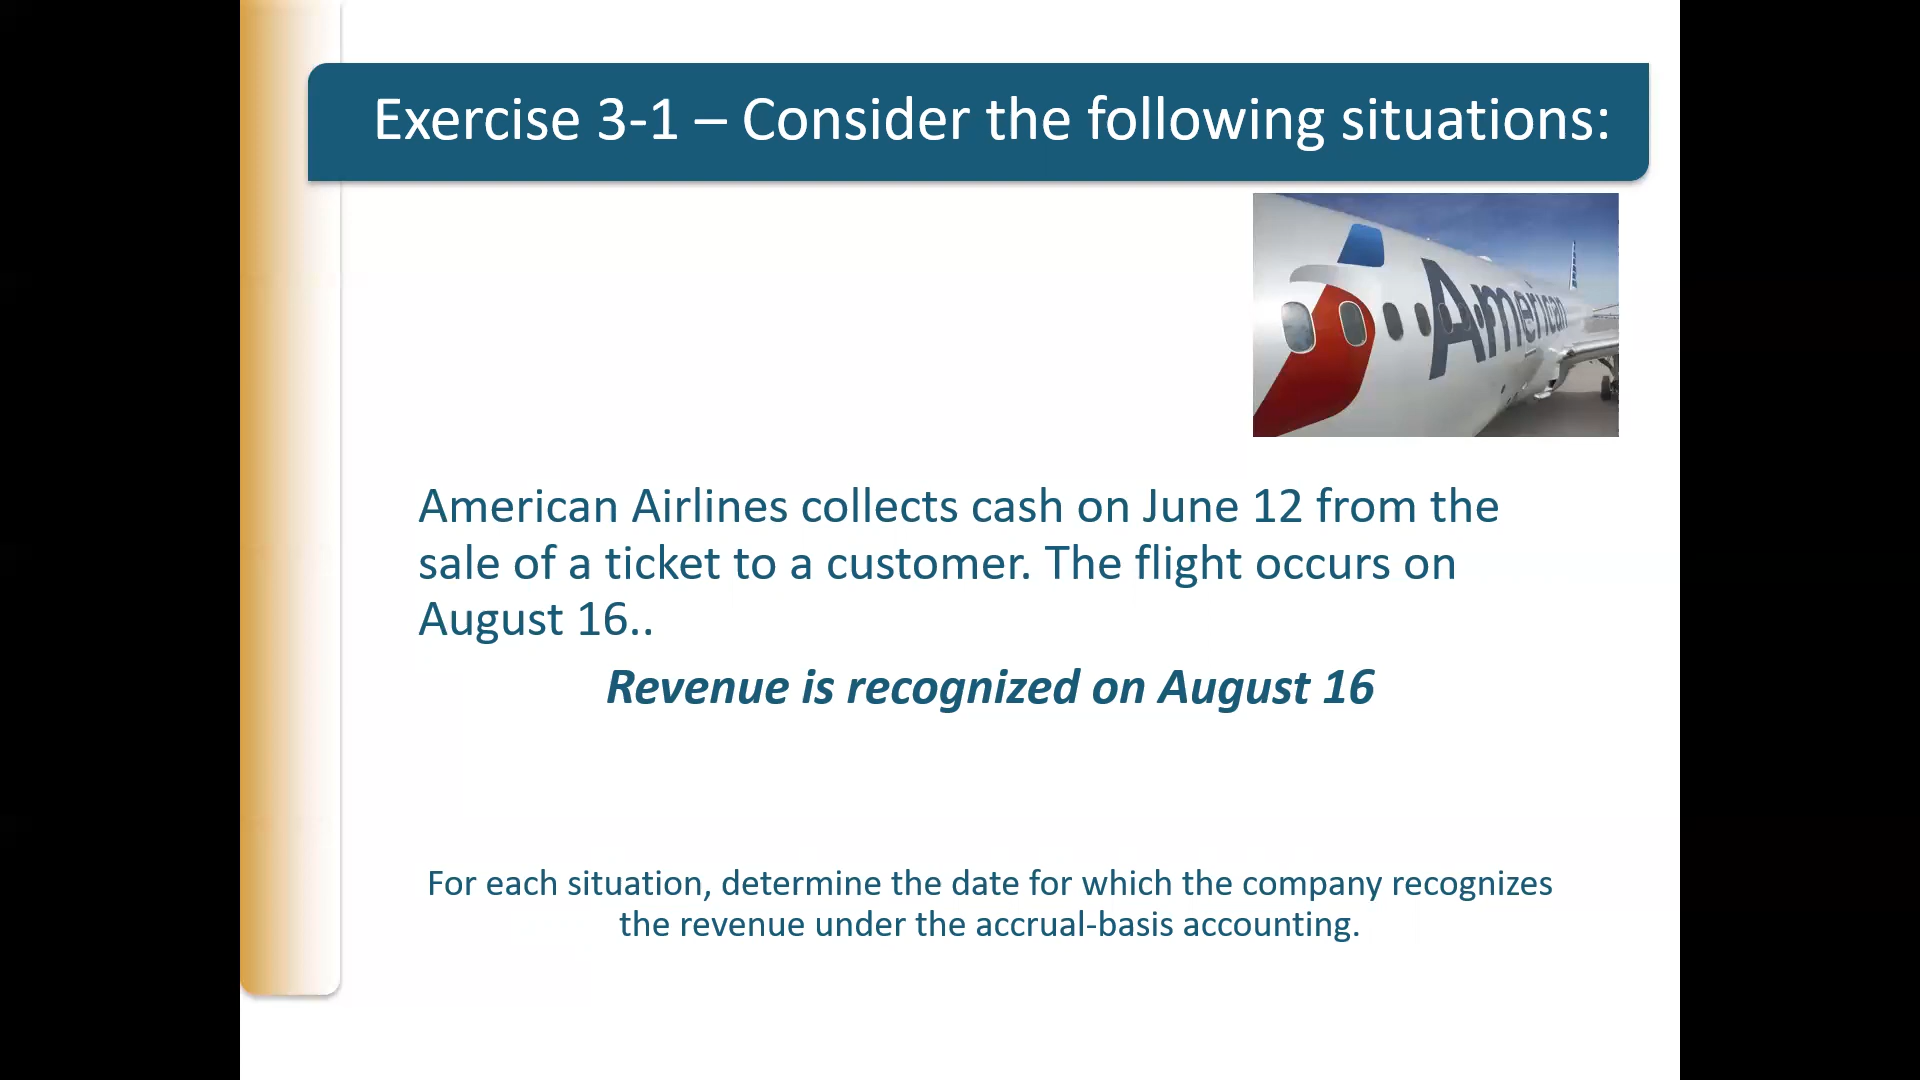 Exercise 3-1 – Consider the following situations:
American
American Airlines collects cash on June 12 from the
sale of a ticket to a customer. The flight occurs on
August 16..
Revenue is recognized on August 16
For each situation, determine the date for which the company recognizes
the revenue under the accrual-basis accounting.